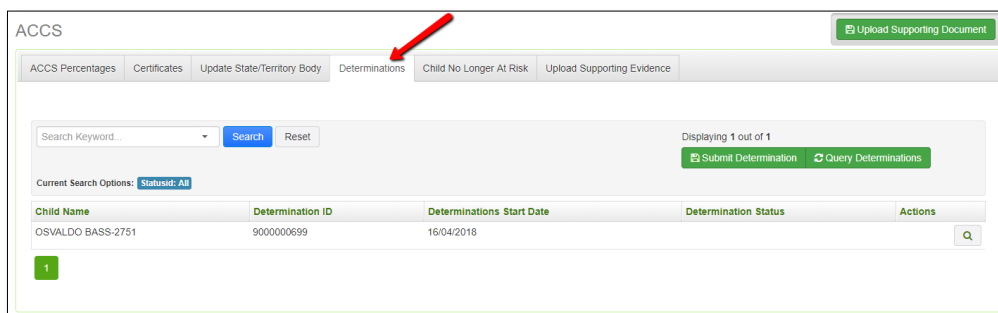 ACCS
Upload Supporting Document
ACCS Percentages Certificates Update State/Territory Body Determinations Child No Longer At Risk Upload Supporting Evidence
Search Keyword... Search Reset
Displaying 1 out of 1
Submit Determination Query Determinations
Current Search Options: Statusid: All
Child Name Determination ID Determinations Start Date Determination Status Actions
OSVALDO BASS-2751 9000000699 16/04/2018
1